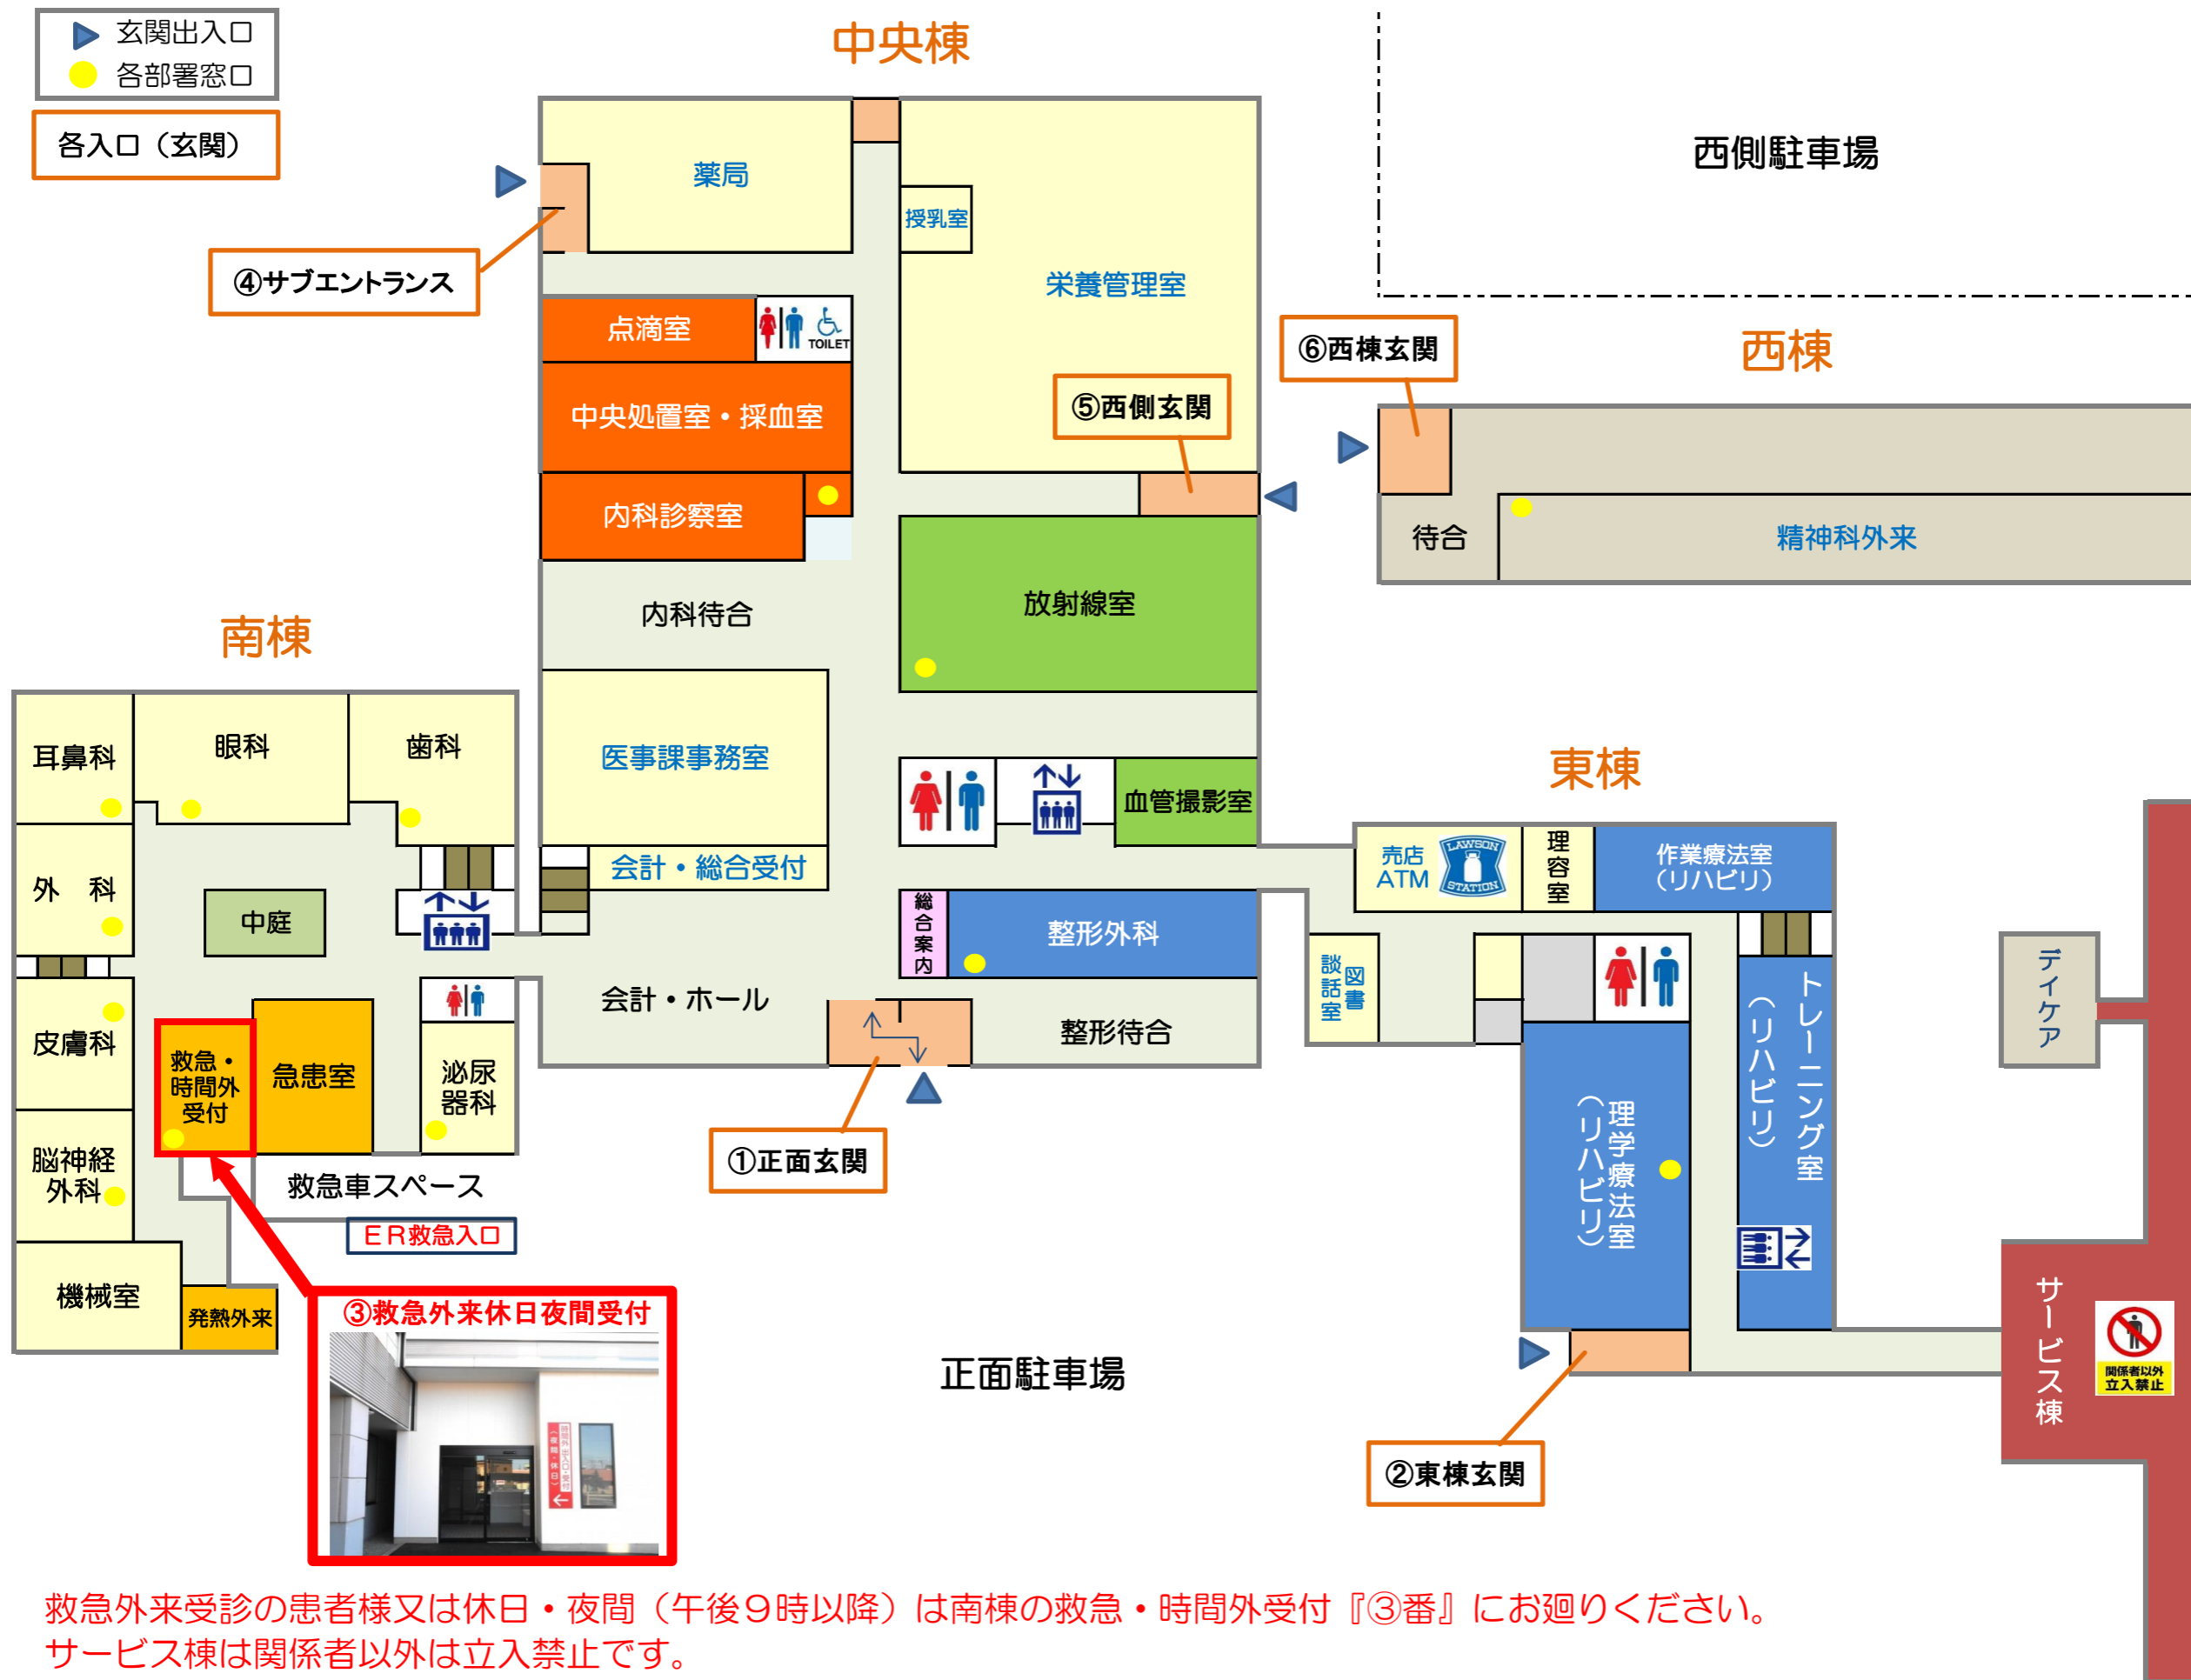 玄関出入口
各部署窓口
各入口（玄関）
中央棟
西側駐車場
薬局
授乳室
④サブエントランス
栄養管理室
点滴室
TOILET
中央処置室・採血室
⑤西側玄関
⑥西棟玄関
西棟
内科診察室
待合
精神科外来
内科待合
放射線室
南棟
耳鼻科
眼科
歯科
医事課事務室
血管撮影室
東棟
会計・総合受付
売店
ATM
LAWSON
STATION
理容室
作業療法室
（リハビリ）
外　科
中庭
総合案内
整形外科
図書
談話室
会計・ホール
整形待合
トレーニング室
（リハビリ）
デイケア
皮膚科
救急・
時間外
受付
急患室
泌尿
器科
①正面玄関
理学療法室
（リハビリ）
脳神経
外科
救急車スペース
ＥＲ救急入口
機械室
発熱外来
③救急外来休日夜間受付
時間外出入口・受付
（夜間・休日）
正面駐車場
②東棟玄関
サービス棟
関係者以外
立入禁止
救急外来受診の患者様又は休日・夜間（午後９時以降）は南棟の救急・時間外受付『③番』にお廻りください。
サービス棟は関係者以外は立入禁止です。